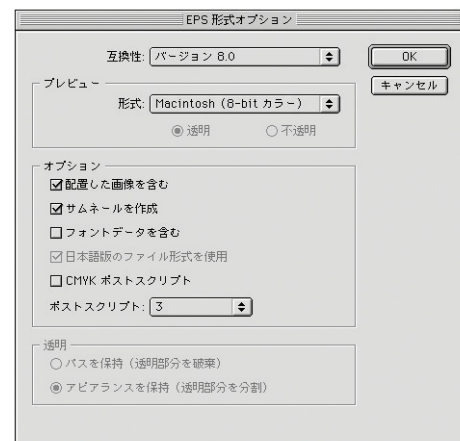 EPS 形式オプション
互換性: バージョン 8.0
OK
キャンセル
プレビュー
形式: Macintosh (8-bit カラー)
透明 不透明
オプション
配置した画像を含む
サムネールを作成
フォントデータを含む
日本語版のファイル形式を使用
CMYK ポストスクリプト
ポストスクリプト: 3
透明
パスを保持（透明部分を破棄）
アピアランスを保持（透明部分を分割）